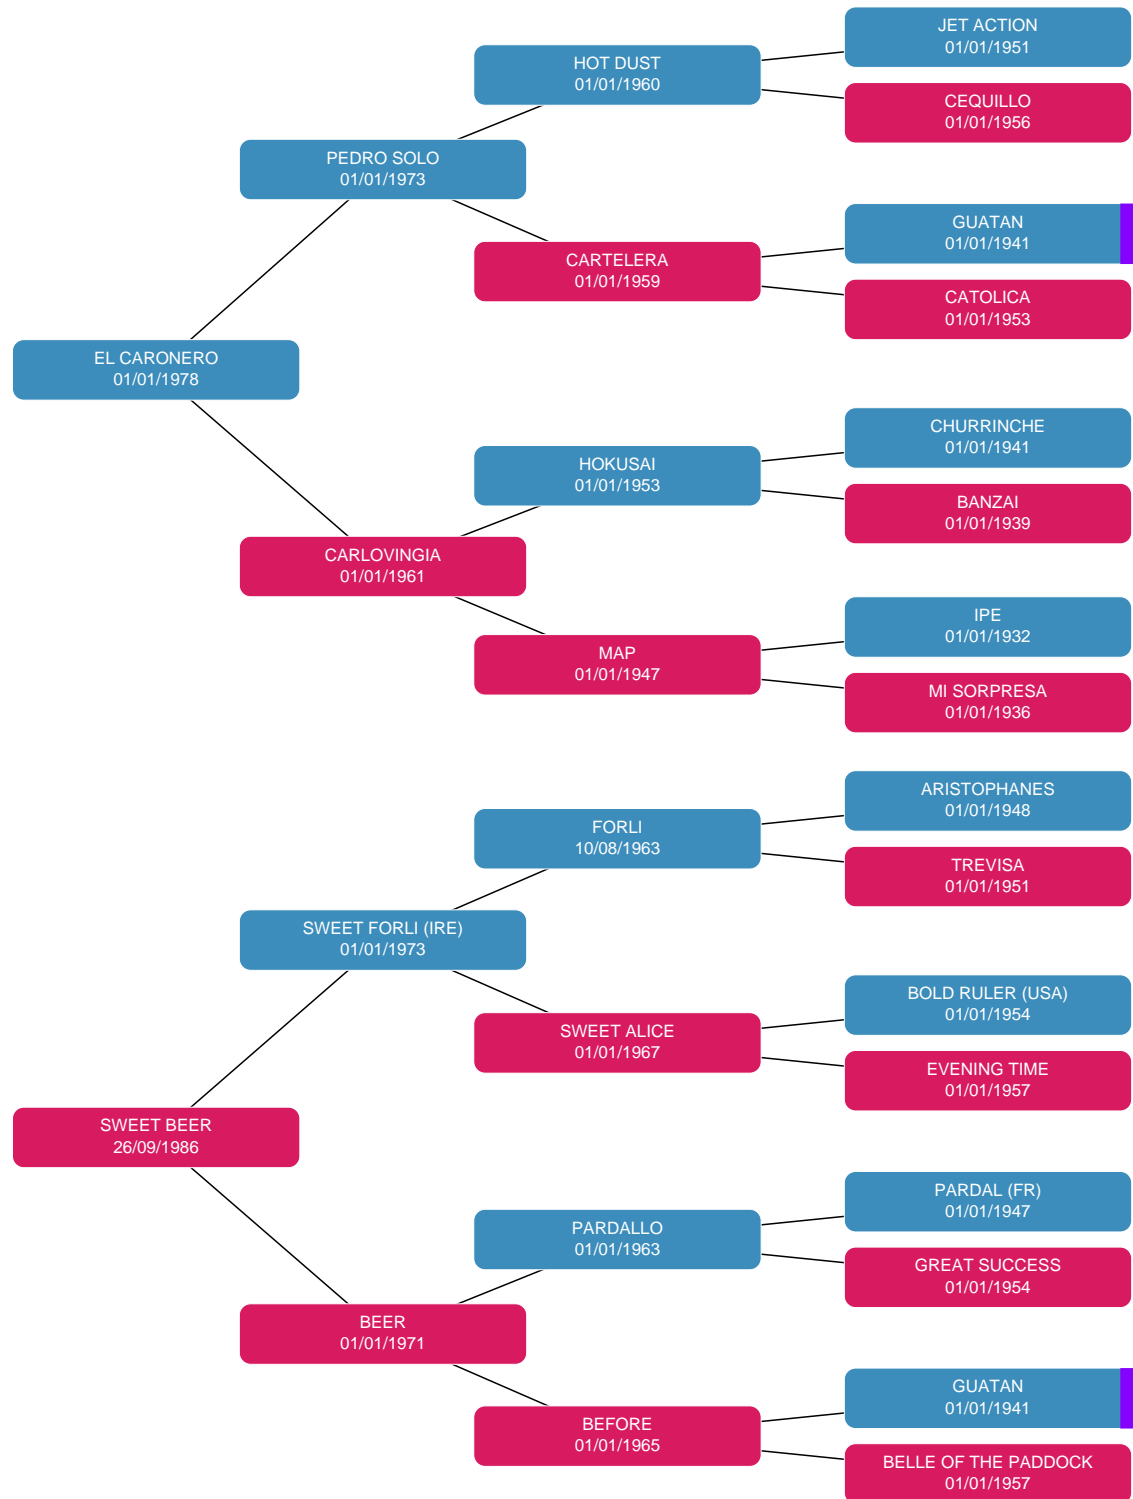 JET ACTION
01/01/1951
HOT DUST
01/01/1960
CEQUILLO
01/01/1956
PEDRO SOLO
01/01/1973
GUATAN
01/01/1941
CARTELERA
01/01/1959
CATOLICA
01/01/1953
EL CARONERO
01/01/1978
CHURRINCHE
01/01/1941
HOKUSAI
01/01/1953
BANZAI
01/01/1939
CARLOVINGIA
01/01/1961
IPE
01/01/1932
MAP
01/01/1947
MI SORPRESA
01/01/1936
ARISTOPHANES
01/01/1948
FORLI
10/08/1963
TREVISA
01/01/1951
SWEET FORLI (IRE)
01/01/1973
BOLD RULER (USA)
01/01/1954
SWEET ALICE
01/01/1967
EVENING TIME
01/01/1957
SWEET BEER
26/09/1986
PARDAL (FR)
01/01/1947
PARDALLO
01/01/1963
GREAT SUCCESS
01/01/1954
BEER
01/01/1971
GUATAN
01/01/1941
BEFORE
01/01/1965
BELLE OF THE PADDOCK
01/01/1957